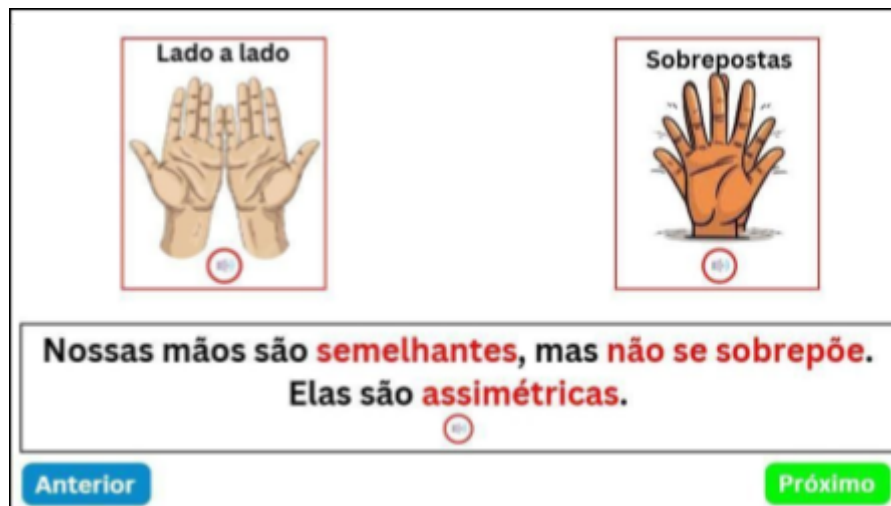 Lado a lado
Sobrepostas
Nossas mãos são semelhantes, mas não se sobrepõe.
Elas são assimétricas.
Anterior
Próximo